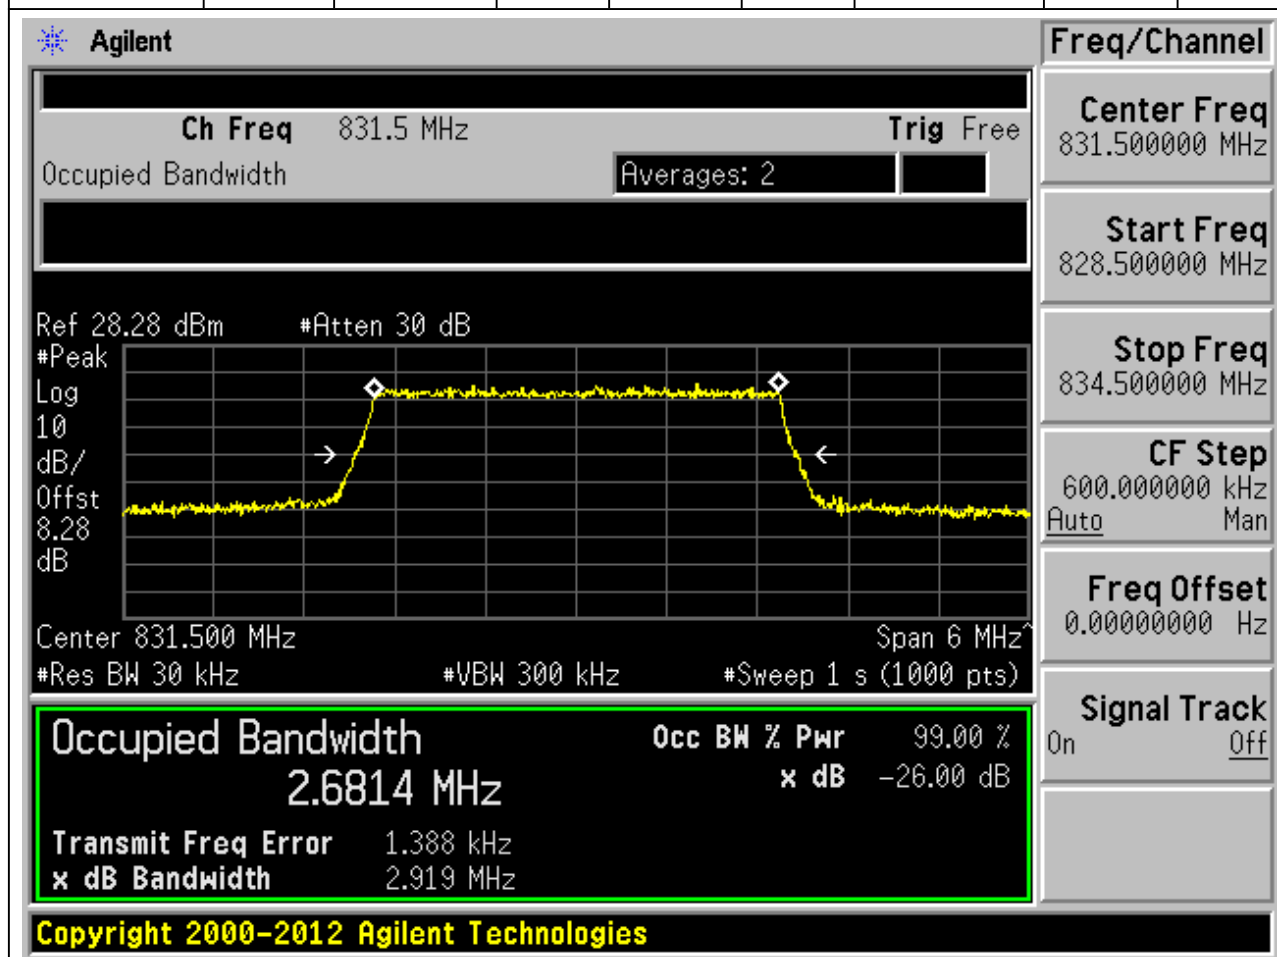 Agilent
Freq/Channel
Ch Freq 831.5 MHz Trig Free
Occupied Bandwidth Averages: 2
Center Freq
831.500000 MHz
Start Freq
828.500000 MHz
Stop Freq
834.500000 MHz
CF Step
600.000000 kHz
Auto Man
Freq Offset
0.00000000 Hz
Signal Track
On Off
Ref 28.28 dBm #Atten 30 dB
#Peak
Log
10
dB/
Offst
8.28
dB
Center 831.500 MHz Span 6 MHz^
#Res BW 30 kHz #VBW 300 kHz #Sweep 1 s (1000 pts)
Occupied Bandwidth Occ BW % Pwr 99.00 %
2.6814 MHz x dB -26.00 dB
Transmit Freq Error 1.388 kHz
x dB Bandwidth 2.919 MHz
Copyright 2000-2012 Agilent Technologies